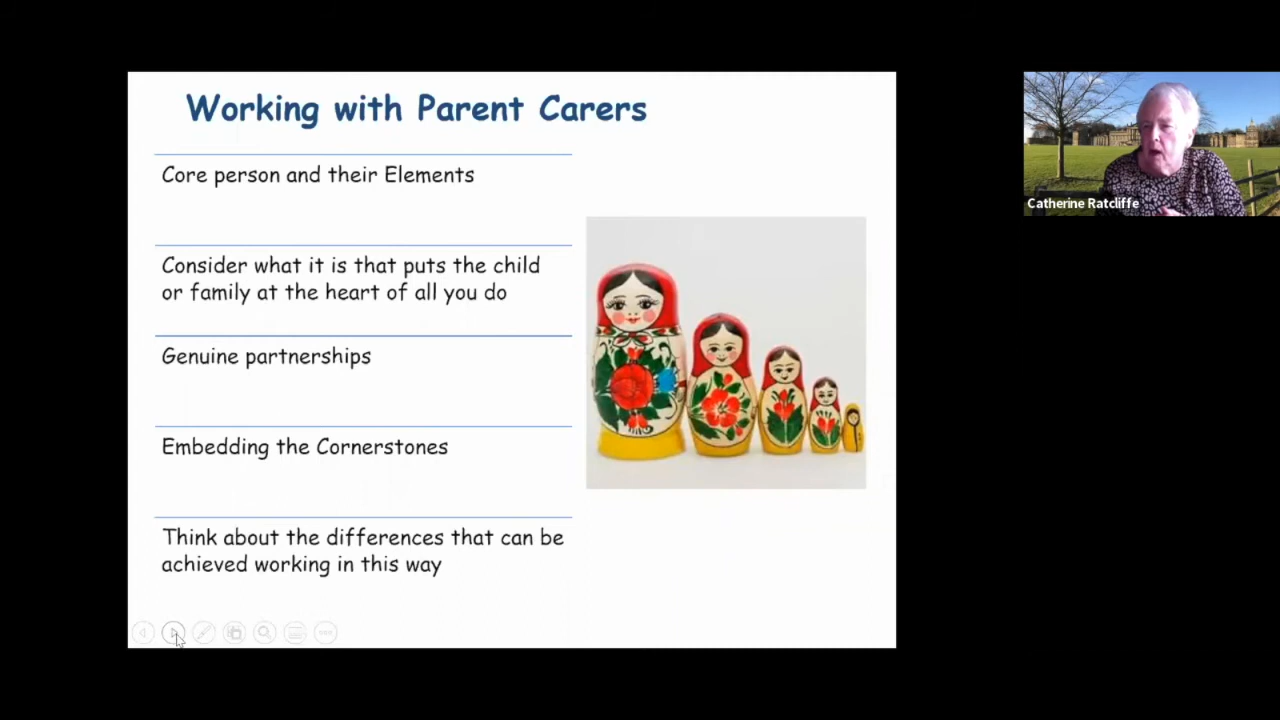 Working with Parent Carers
Core person and their Elements
Consider what it is that puts the child
or family at the heart of all you do
Genuine partnerships
Embedding the Cornerstones
Think about the differences that can be
achieved working in this way
Catherine Ratcliffe